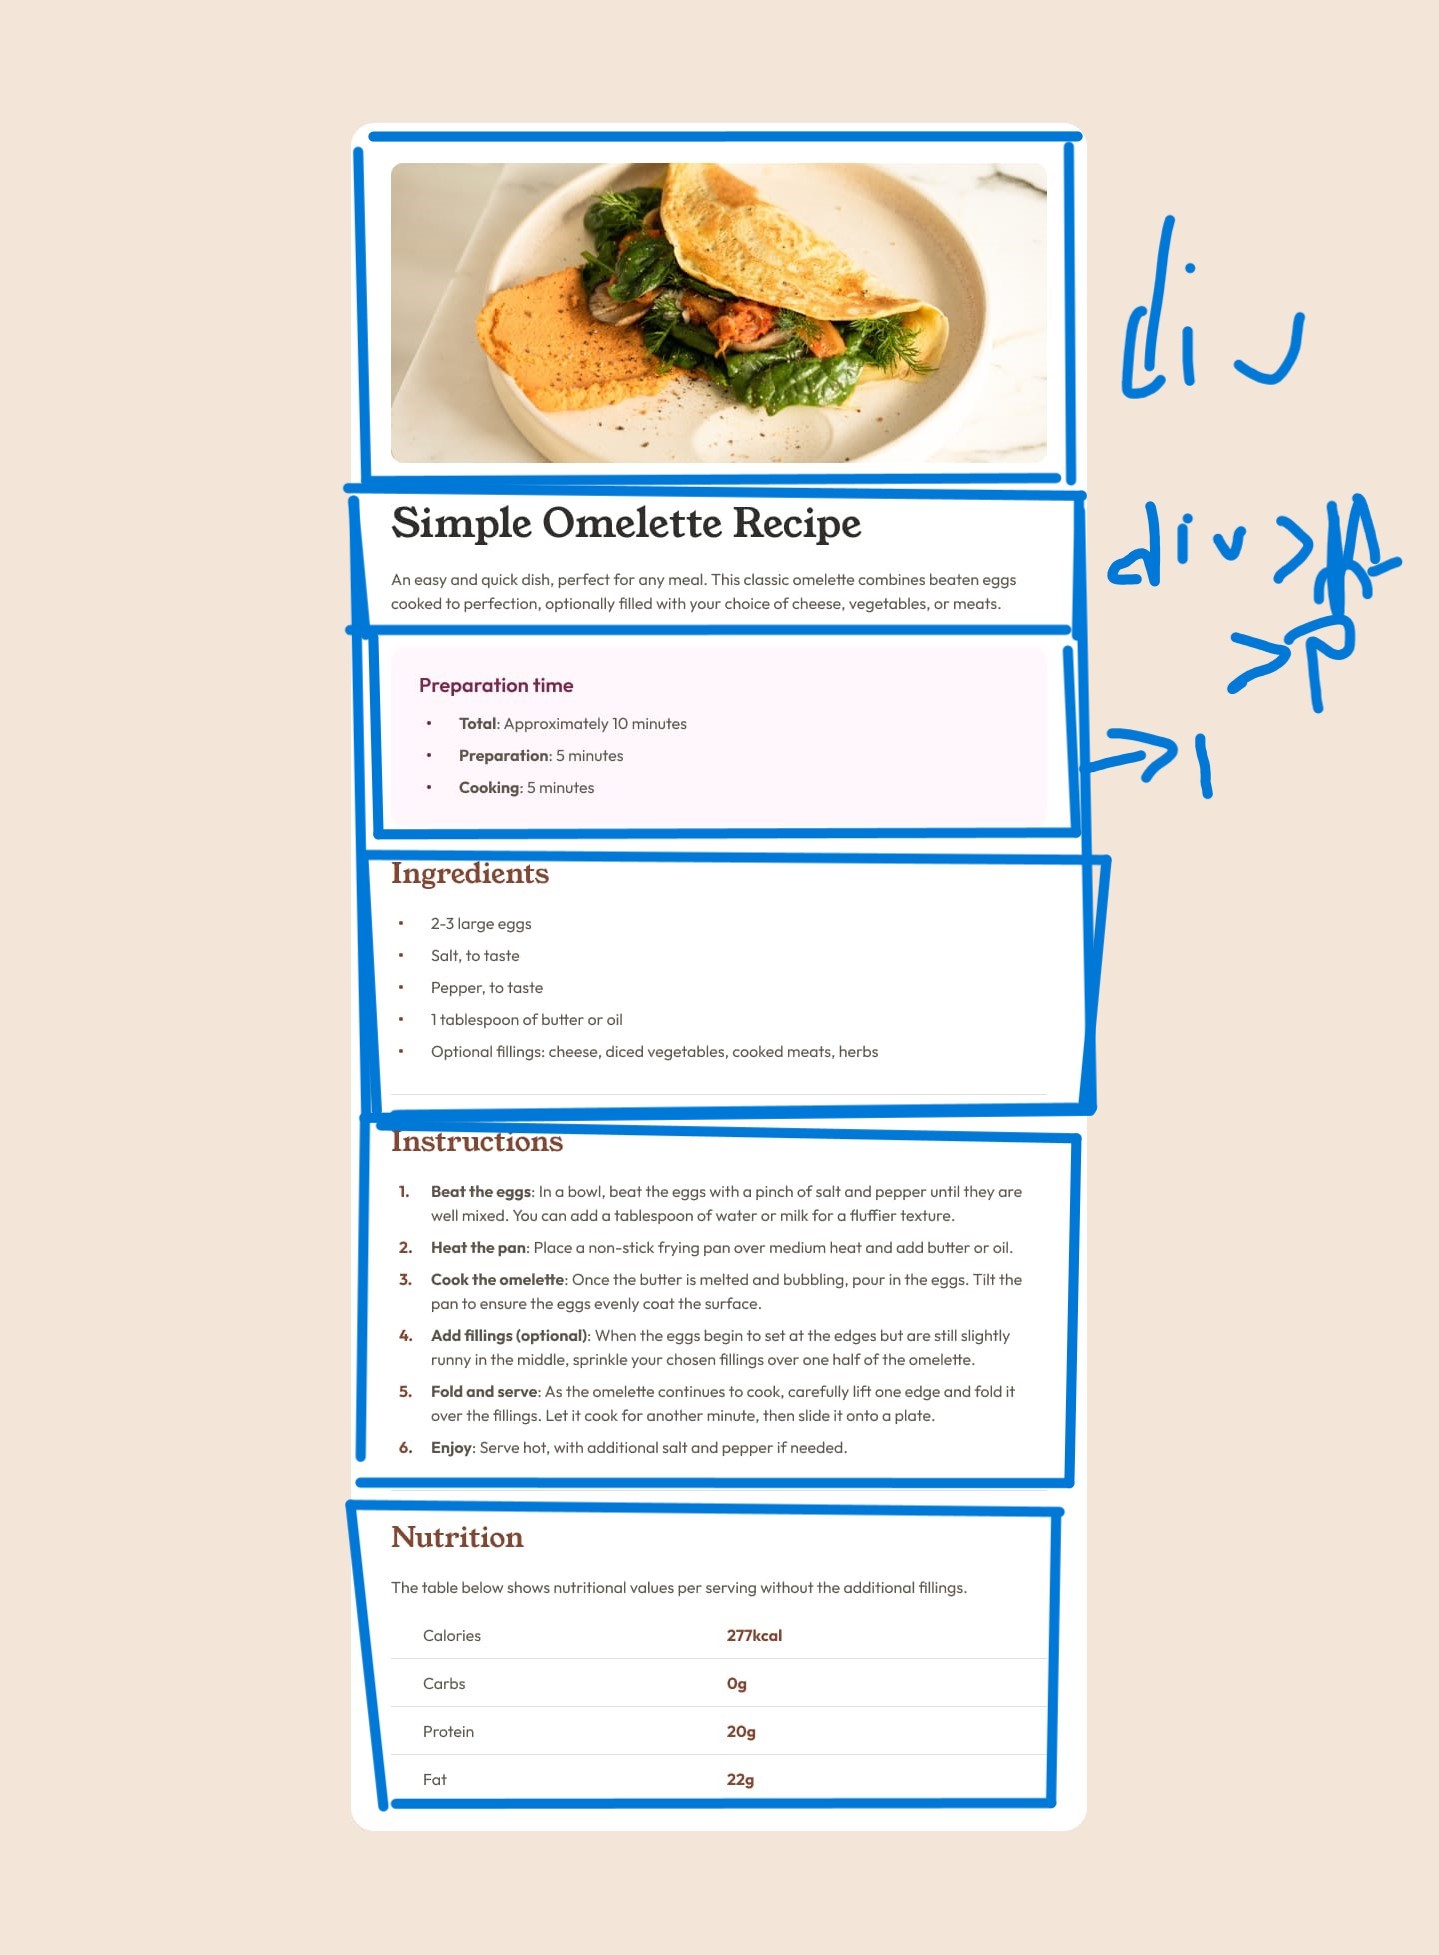 div
Simple Omelette Recipe
div >h1
An easy and quick dish, perfect for any meal. This classic omelette combines beaten eggs
cooked to perfection, optionally filled with your choice of cheese, vegetables, or meats.
>P
Preparation time
• Total: Approximately 10 minutes
• Preparation: 5 minutes
• Cooking: 5 minutes
Ingredients
• 2-3 large eggs
• Salt, to taste
• Pepper, to taste
• 1 tablespoon of butter or oil
• Optional fillings: cheese, diced vegetables, cooked meats, herbs
Instructions
1. Beat the eggs: In a bowl, beat the eggs with a pinch of salt and pepper until they are
well mixed. You can add a tablespoon of water or milk for a fluffier texture.
2. Heat the pan: Place a non-stick frying pan over medium heat and add butter or oil.
3. Cook the omelette: Once the butter is melted and bubbling, pour in the eggs. Tilt the
pan to ensure the eggs evenly coat the surface.
4. Add fillings (optional): When the eggs begin to set at the edges but are still slightly
runny in the middle, sprinkle your chosen fillings over one half of the omelette.
5. Fold and serve: As the omelette continues to cook, carefully lift one edge and fold it
over the fillings. Let it cook for another minute, then slide it onto a plate.
6. Enjoy: Serve hot, with additional salt and pepper if needed.
Nutrition
The table below shows nutritional values per serving without the additional fillings.
Calories 277kcal
Carbs 0g
Protein 20g
Fat 22g